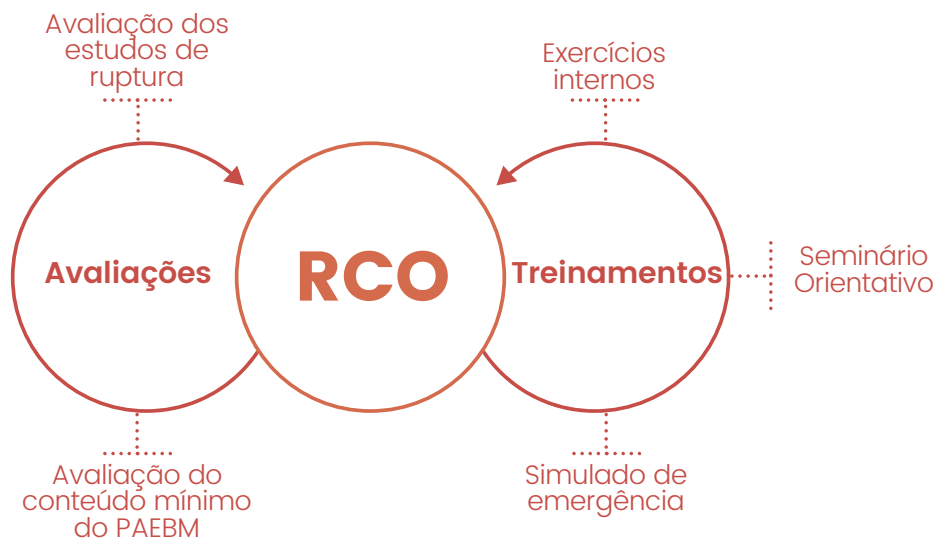 Avaliação dos
estudos de
ruptura
Exercícios
internos
Avaliações
RCO
Treinamentos
Seminário
Orientativo
Avaliação do
conteúdo mínimo
do PAEBM
Simulado de
emergência